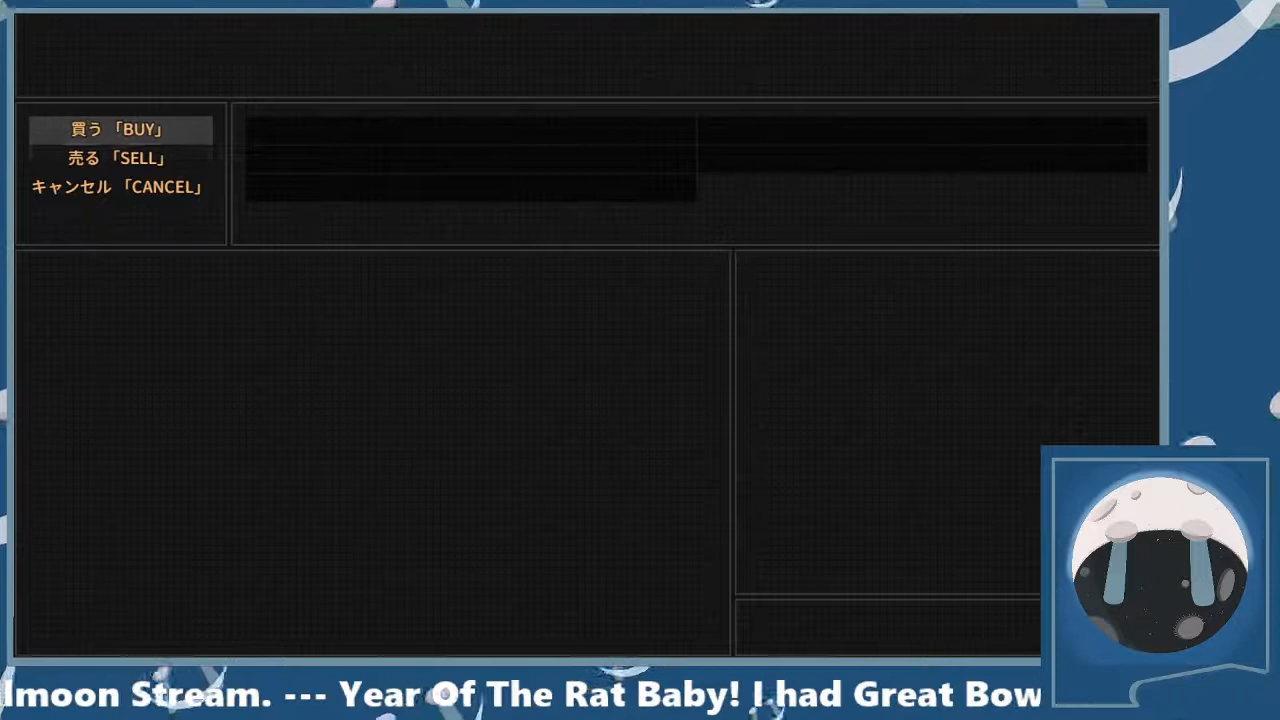 買う 「BUY」
売る 「SELL」
キャンセル 「CANCEL」
lmoon Stream. --- Year Of The Rat Baby! I had Great Bow